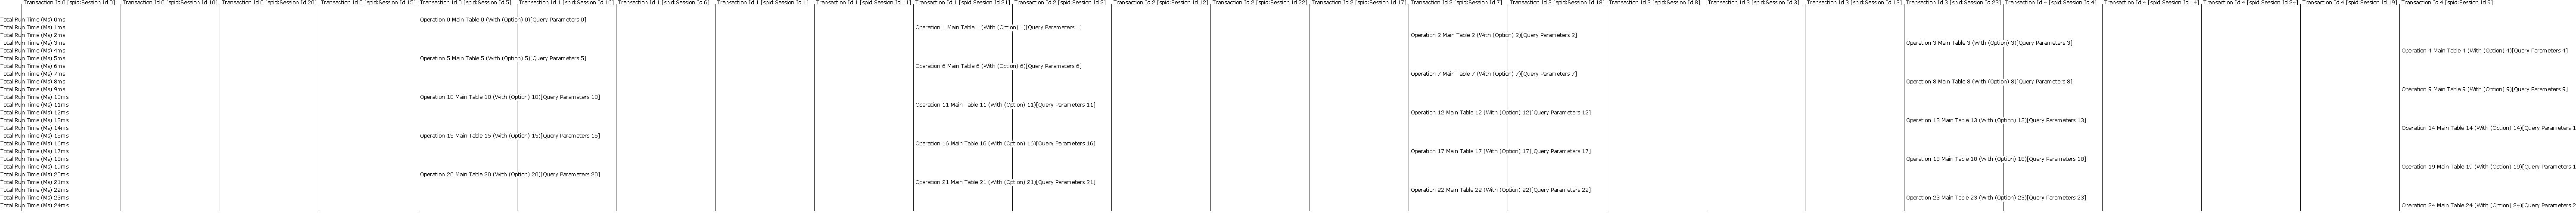 Transaction Id 0 [spid:Session Id 0] Transaction Id 0 [spid:Session Id 10] Transaction Id 0 [spid:Session Id 20] Transaction Id 0 [spid:Session Id 15] Transaction Id 0 [spid:Session Id 5] Transaction Id 1 [spid:Session Id 16] Transaction Id 1 [spid:Session Id 6] Transaction Id 1 [spid:Session Id 1] Transaction Id 1 [spid:Session Id 11] Transaction Id 1 [spid:Session Id 21] Transaction Id 2 [spid:Session Id 2] Transaction Id 2 [spid:Session Id 12] Transaction Id 2 [spid:Session Id 22] Transaction Id 2 [spid:Session Id 17] Transaction Id 2 [spid:Session Id 7] Transaction Id 3 [spid:Session Id 18] Transaction Id 3 [spid:Session Id 8] Transaction Id 3 [spid:Session Id 3] Transaction Id 3 [spid:Session Id 13] Transaction Id 3 [spid:Session Id 23] Transaction Id 4 [spid:Session Id 4] Transaction Id 4 [spid:Session Id 14] Transaction Id 4 [spid:Session Id 24] Transaction Id 4 [spid:Session Id 19] Transaction Id 4 [spid:Session Id 9]
Total Run Time (Ms) 0ms Operation 0 Main Table 0 (With (Option) 0)[Query Parameters 0]
Total Run Time (Ms) 1ms Operation 1 Main Table 1 (With (Option) 1)[Query Parameters 1]
Total Run Time (Ms) 2ms Operation 2 Main Table 2 (With (Option) 2)[Query Parameters 2]
Total Run Time (Ms) 3ms Operation 3 Main Table 3 (With (Option) 3)[Query Parameters 3]
Total Run Time (Ms) 4ms Operation 4 Main Table 4 (With (Option) 4)[Query Parameters 4]
Total Run Time (Ms) 5ms Operation 5 Main Table 5 (With (Option) 5)[Query Parameters 5]
Total Run Time (Ms) 6ms Operation 6 Main Table 6 (With (Option) 6)[Query Parameters 6]
Total Run Time (Ms) 7ms Operation 7 Main Table 7 (With (Option) 7)[Query Parameters 7]
Total Run Time (Ms) 8ms Operation 8 Main Table 8 (With (Option) 8)[Query Parameters 8]
Total Run Time (Ms) 9ms Operation 9 Main Table 9 (With (Option) 9)[Query Parameters 9]
Total Run Time (Ms) 10ms Operation 10 Main Table 10 (With (Option) 10)[Query Parameters 10]
Total Run Time (Ms) 11ms Operation 11 Main Table 11 (With (Option) 11)[Query Parameters 11]
Total Run Time (Ms) 12ms Operation 12 Main Table 12 (With (Option) 12)[Query Parameters 12]
Total Run Time (Ms) 13ms Operation 13 Main Table 13 (With (Option) 13)[Query Parameters 13]
Total Run Time (Ms) 14ms Operation 14 Main Table 14 (With (Option) 14)[Query Parameters 1
Total Run Time (Ms) 15ms Operation 15 Main Table 15 (With (Option) 15)[Query Parameters 15]
Total Run Time (Ms) 16ms Operation 16 Main Table 16 (With (Option) 16)[Query Parameters 16]
Total Run Time (Ms) 17ms Operation 17 Main Table 17 (With (Option) 17)[Query Parameters 17]
Total Run Time (Ms) 18ms Operation 18 Main Table 18 (With (Option) 18)[Query Parameters 18]
Total Run Time (Ms) 19ms Operation 19 Main Table 19 (With (Option) 19)[Query Parameters 1
Total Run Time (Ms) 20ms Operation 20 Main Table 20 (With (Option) 20)[Query Parameters 20]
Total Run Time (Ms) 21ms Operation 21 Main Table 21 (With (Option) 21)[Query Parameters 21]
Total Run Time (Ms) 22ms Operation 22 Main Table 22 (With (Option) 22)[Query Parameters 22]
Total Run Time (Ms) 23ms Operation 23 Main Table 23 (With (Option) 23)[Query Parameters 23]
Total Run Time (Ms) 24ms Operation 24 Main Table 24 (With (Option) 24)[Query Parameters 2